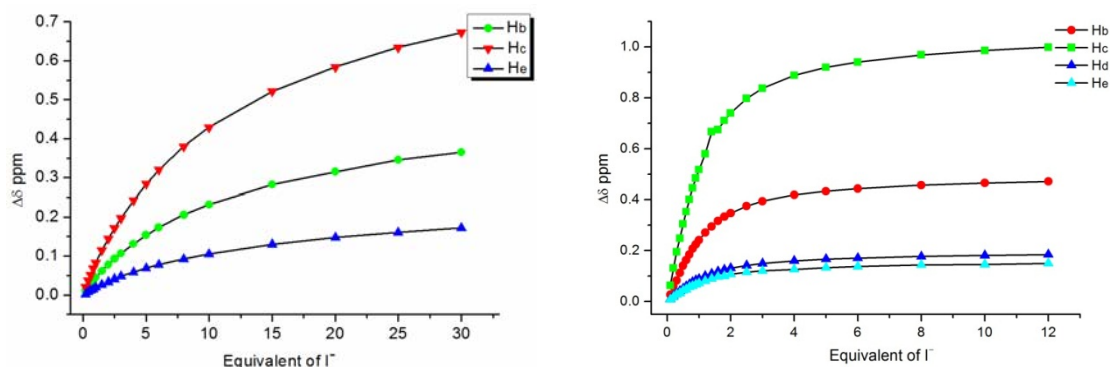 0.7
0.6
0.5
0.4
0.3
0.2
0.1
0.0
Δδ ppm
0 5 10 15 20 25 30
Equivalent of I⁻
Hb
Hc
He
1.0
0.8
0.6
0.4
0.2
0.0
Δδ ppm
0 2 4 6 8 10 12
Equivalent of I⁻
Hb
Hc
Hd
He